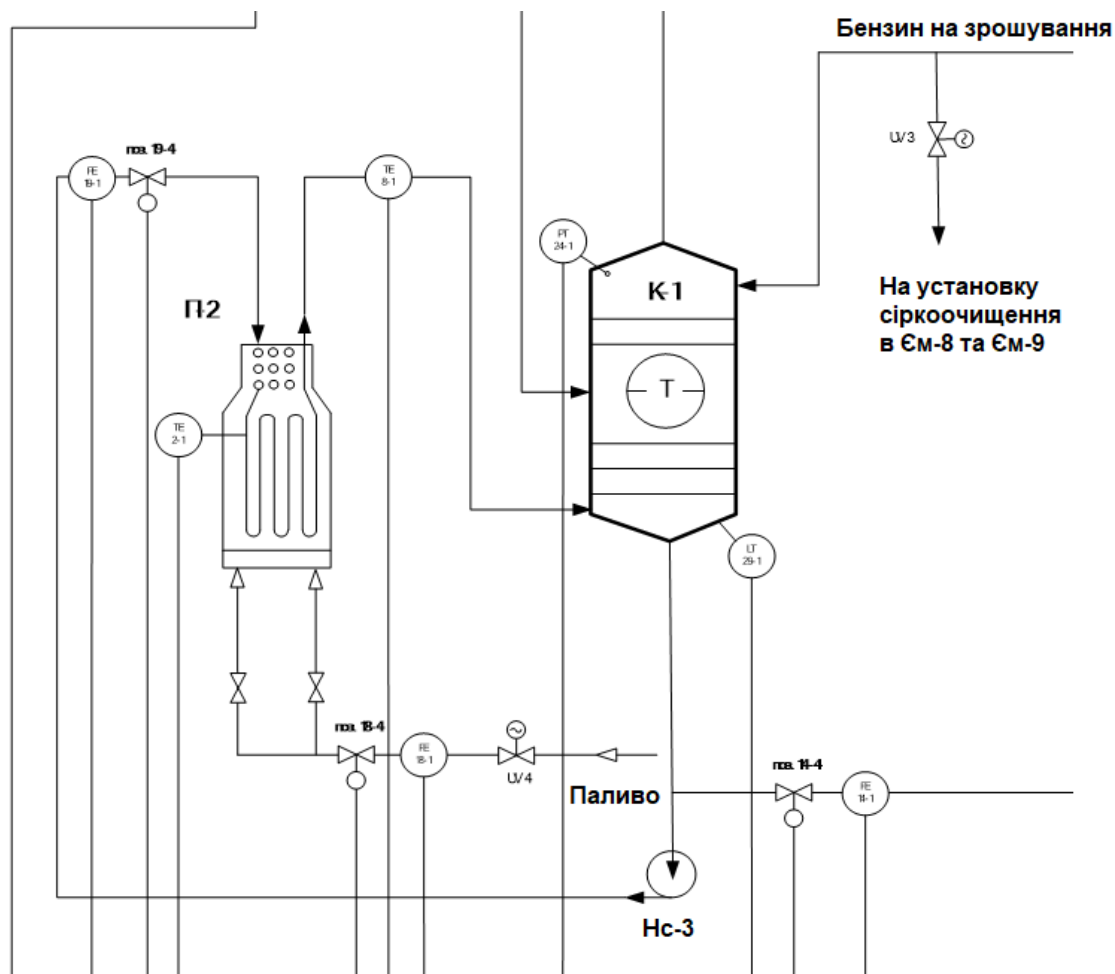 Бензин на зрошування
UV3
поз. 19-4
FE
19-1
TE
8-1
PT
24-1
К-1
П-2
На установку
сіркоочищення
в Єм-8 та Єм-9
T
TE
2-1
LT
29-1
поз. 18-4
FE
18-1
UV4
Паливо
поз. 14-4
FE
14-1
Нс-3